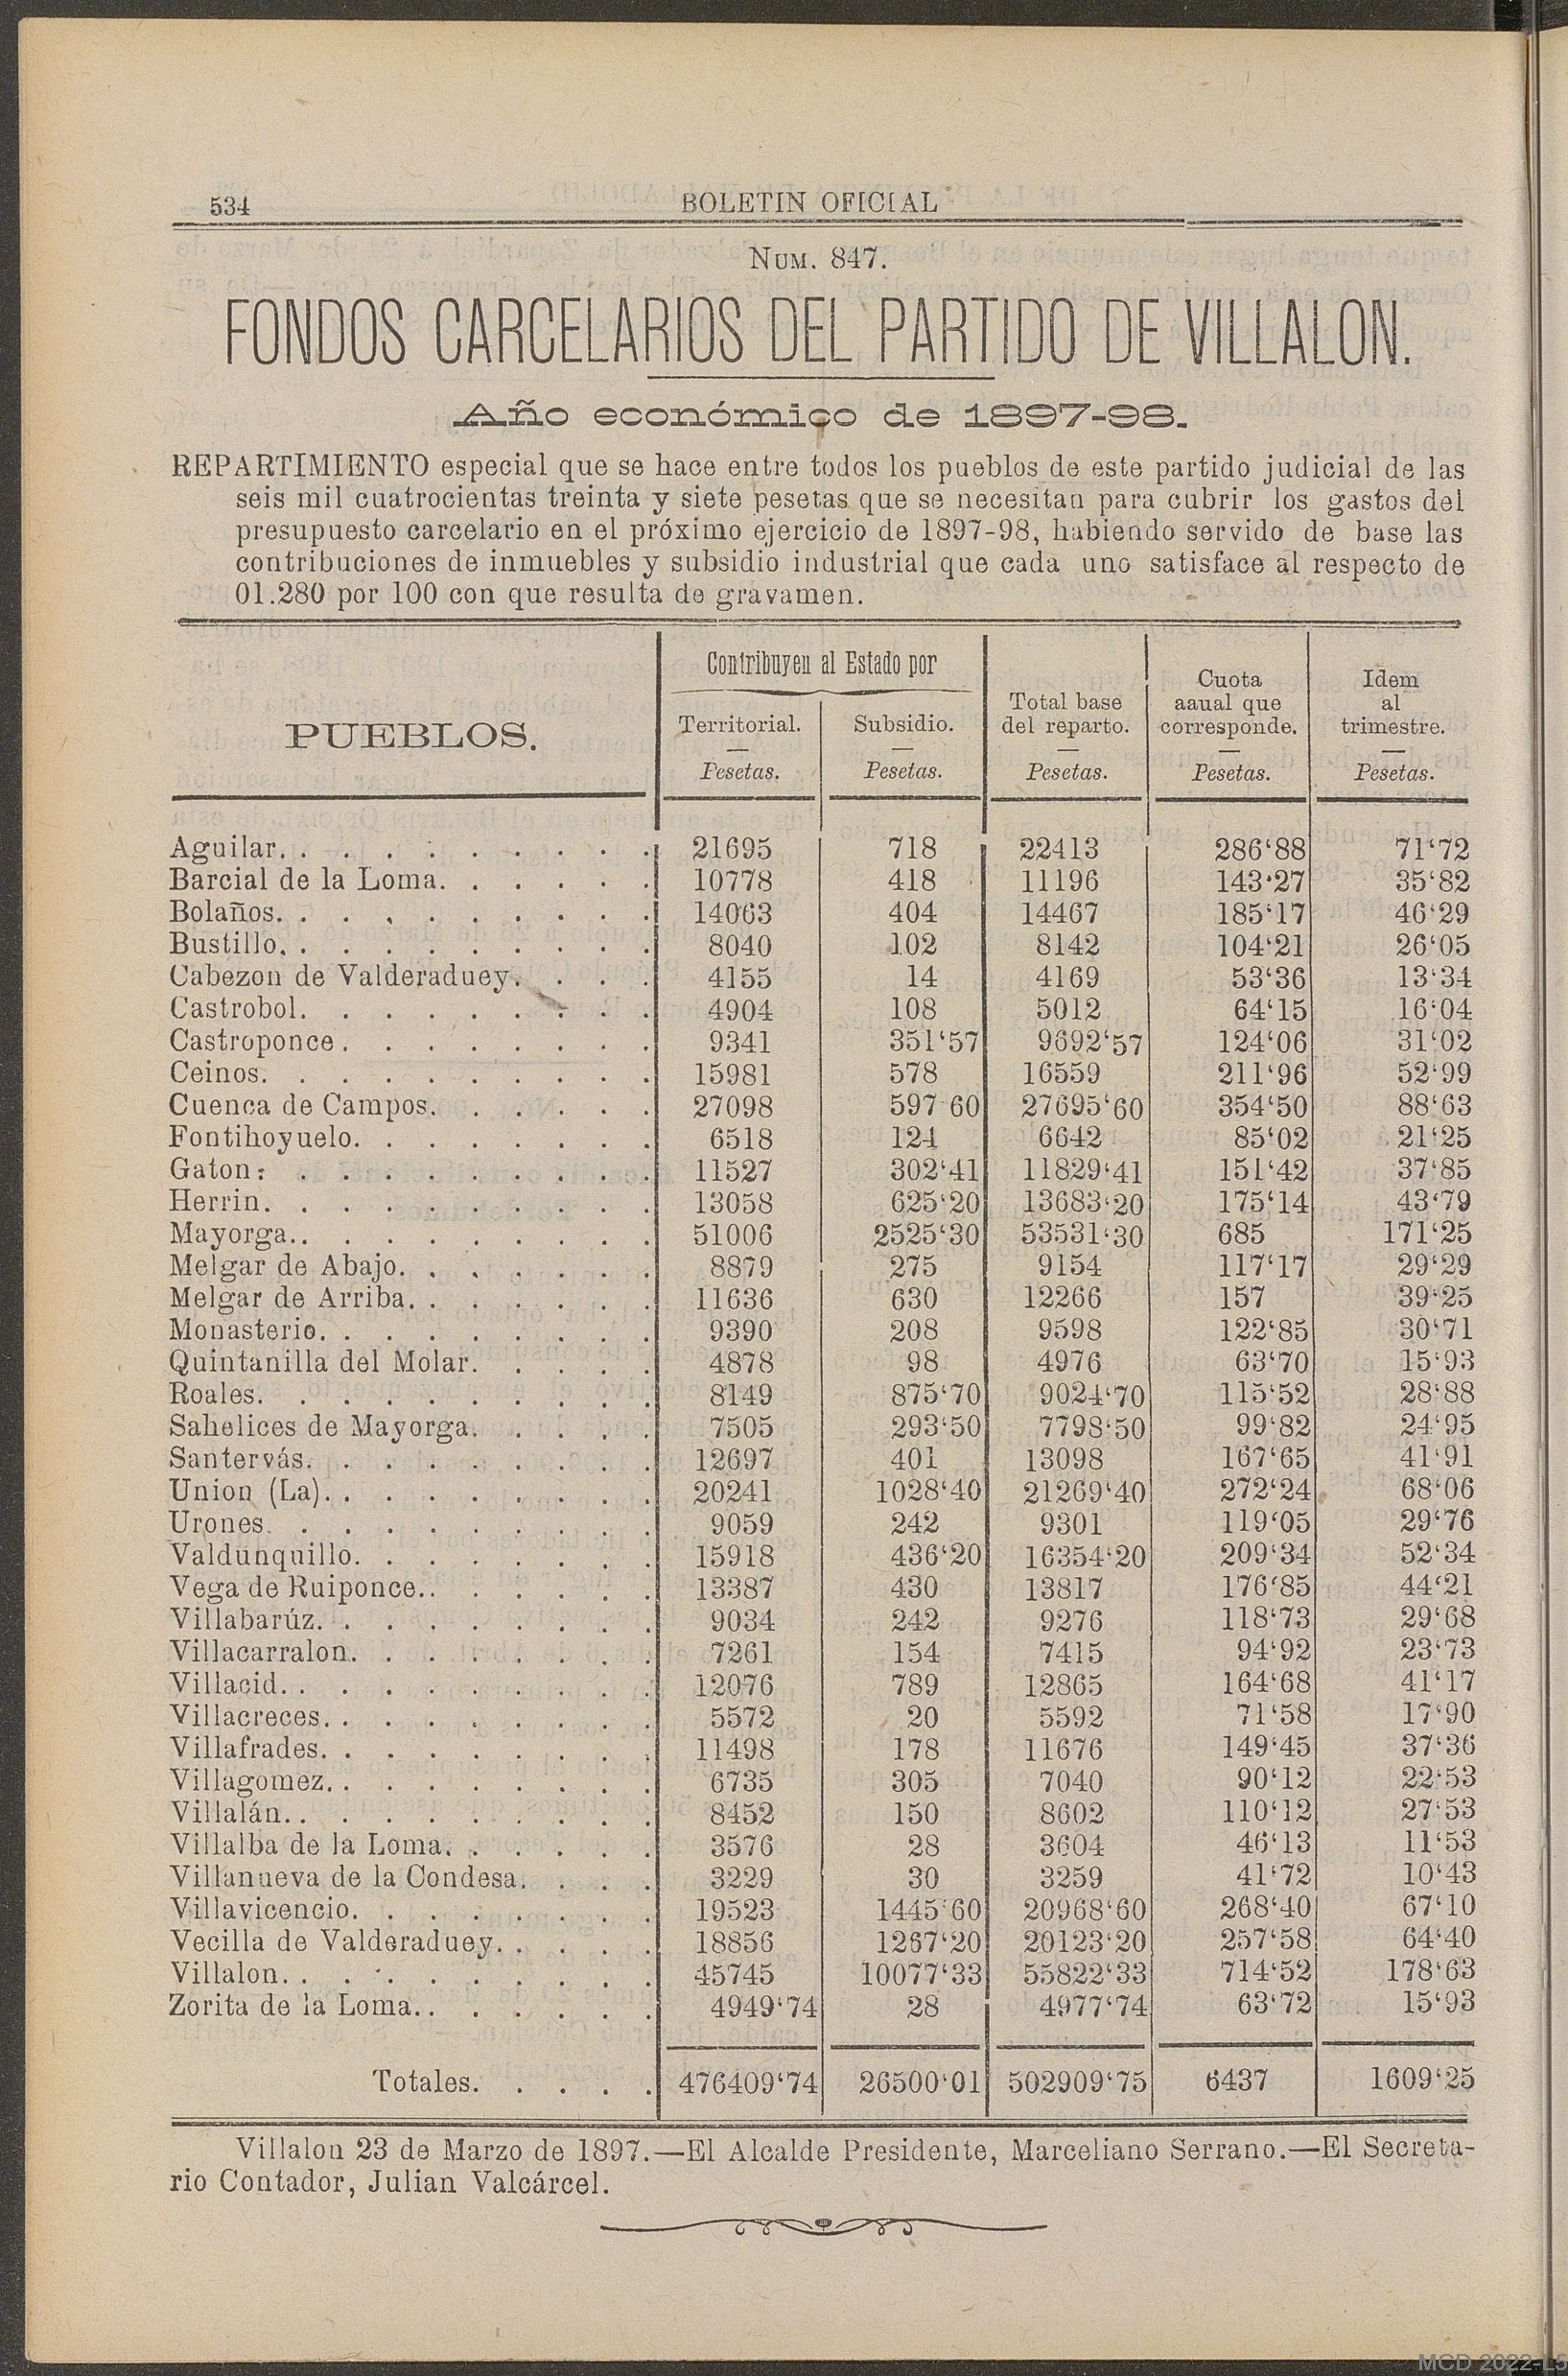 534
BOLETIN OFICIAL
NUM. 847.
FONDOS CARCELARIOS DEL PARTIDO DE VILLALON.
Año económico de 1897-98.
REPARTIMIENTO especial que se hace entre todos los pueblos de este partido judicial de las
seis mil cuatrocientas treinta y siete pesetas que se necesitan para cubrir los gastos del
presupuesto carcelario en el próximo ejercicio de 1897-98, habiendo servido de base las
contribuciones de inmuebles y subsidio industrial que cada uno satisface al respecto de
01.280 por 100 con que resulta de gravamen.
PUEBLOS.
Contribuyen al Estado por
Territorial.
Pesetas.
Subsidio.
Pesetas.
Total base
del reparto.
Pesetas.
Cuota
aaual que
corresponde.
Pesetas.
Idem
al
trimestre.
Pesetas.
Aguilar. . . . . . . . . . 21695 718 22413 286‘88 71‘72
Barcial de la Loma. . . . . . 10778 418 11196 143‘27 35‘82
Bolaños. . . . . . . . . . 14063 404 14467 185‘17 46‘29
Bustillo. . . . . . . . . . 8040 102 8142 104‘21 26‘05
Cabezon de Valderaduey. . . . 4155 14 4169 53‘36 13‘34
Castrobol. . . . . . . . . 4904 108 5012 64‘15 16‘04
Castroponce . . . . . . . . 9341 351‘57 9692‘57 124‘06 31‘02
Ceinos. . . . . . . . . . 15981 578 16559 211‘96 52‘99
Cuenca de Campos. . . . . . 27098 597 60 27695‘60 354‘50 88‘63
Fontihoyuelo. . . . . . . . 6518 124 6642 85‘02 21‘25
Gaton: . . . . . . . . . 11527 302‘41 11829‘41 151‘42 37‘85
Herrin. . . . . . . . . . 13058 625‘20 13683‘20 175‘14 43‘79
Mayorga.. . . . . . . . . 51006 2525‘30 53531‘30 685 171‘25
Melgar de Abajo. . . . . . . 8879 275 9154 117‘17 29‘29
Melgar de Arriba. . . . . . . 11636 630 12266 157 39‘25
Monasterio. . . . . . . . . 9390 208 9598 122‘85 30‘71
Quintanilla del Molar. . . . . 4878 98 4976 63‘70 15‘93
Roales. . . . . . . . . . 8149 875‘70 9024‘70 115‘52 28‘88
Sahelices de Mayorga. . . . . 7505 293‘50 7798‘50 99‘82 24‘95
Santervás. . . . . . . . . 12697 401 13098 167‘65 41‘91
Union (La). . . . . . . . . 20241 1028‘40 21269‘40 272‘24 68‘06
Urones. . . . . . . . . . 9059 242 9301 119‘05 29‘76
Valdunquillo. . . . . . . . 15918 436‘20 16354‘20 209‘34 52‘34
Vega de Ruiponce.. . . . . . 13387 430 13817 176‘85 44‘21
Villabarúz. . . . . . . . . 9034 242 9276 118‘73 29‘68
Villacarralon. . . . . . . . 7261 154 7415 94‘92 23‘73
Villacid. . . . . . . . . . 12076 789 12865 164‘68 41‘17
Villacreces. . . . . . . . . 5572 20 5592 71‘58 17‘90
Villafrades. . . . . . . . . 11498 178 11676 149‘45 37‘36
Villagomez. . . . . . . . . 6735 305 7040 90‘12 22‘53
Villalán. . . . . . . . . . 8452 150 8602 110‘12 27‘53
Villalba de la Loma. . . . . . 3576 28 3604 46‘13 11‘53
Villanueva de la Condesa. . . . 3229 30 3259 41‘72 10‘43
Villavicencio. . . . . . . . 19523 1445‘60 20968‘60 268‘40 67‘10
Vecilla de Valderaduey. . . . . 18856 1267‘20 20123‘20 257‘58 64‘40
Villalon. . . . . . . . . . 45745 10077‘33 55822‘33 714‘52 178‘63
Zorita de la Loma.. . . . . . 4949‘74 28 4977‘74 63‘72 15‘93
Totales. . . . . 476409‘74 26500‘01 502909‘75 6437 1609‘25
Villalon 23 de Marzo de 1897.—El Alcalde Presidente, Marceliano Serrano.—El Secreta-
rio Contador, Julian Valcárcel.